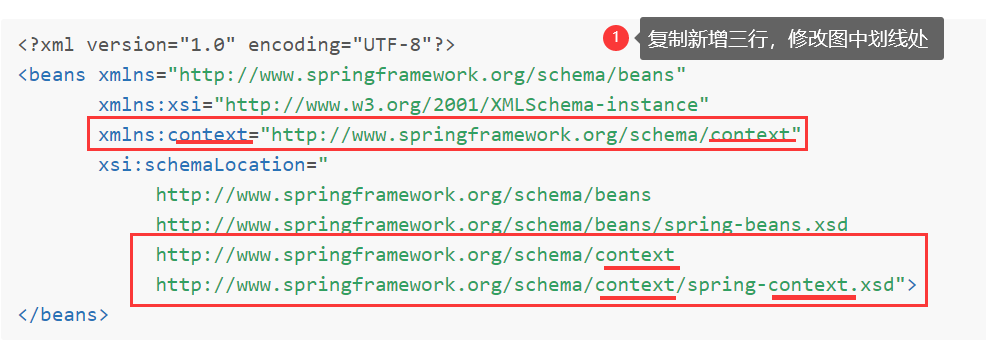 ① 复制新增三行，修改图中划线处
<?xml version="1.0" encoding="UTF-8"?>
<beans xmlns="http://www.springframework.org/schema/beans"
xmlns:xsi="http://www.w3.org/2001/XMLSchema-instance"
xmlns:context="http://www.springframework.org/schema/context"
xsi:schemaLocation="
http://www.springframework.org/schema/beans
http://www.springframework.org/schema/beans/spring-beans.xsd
http://www.springframework.org/schema/context
http://www.springframework.org/schema/context/spring-context.xsd">
</beans>